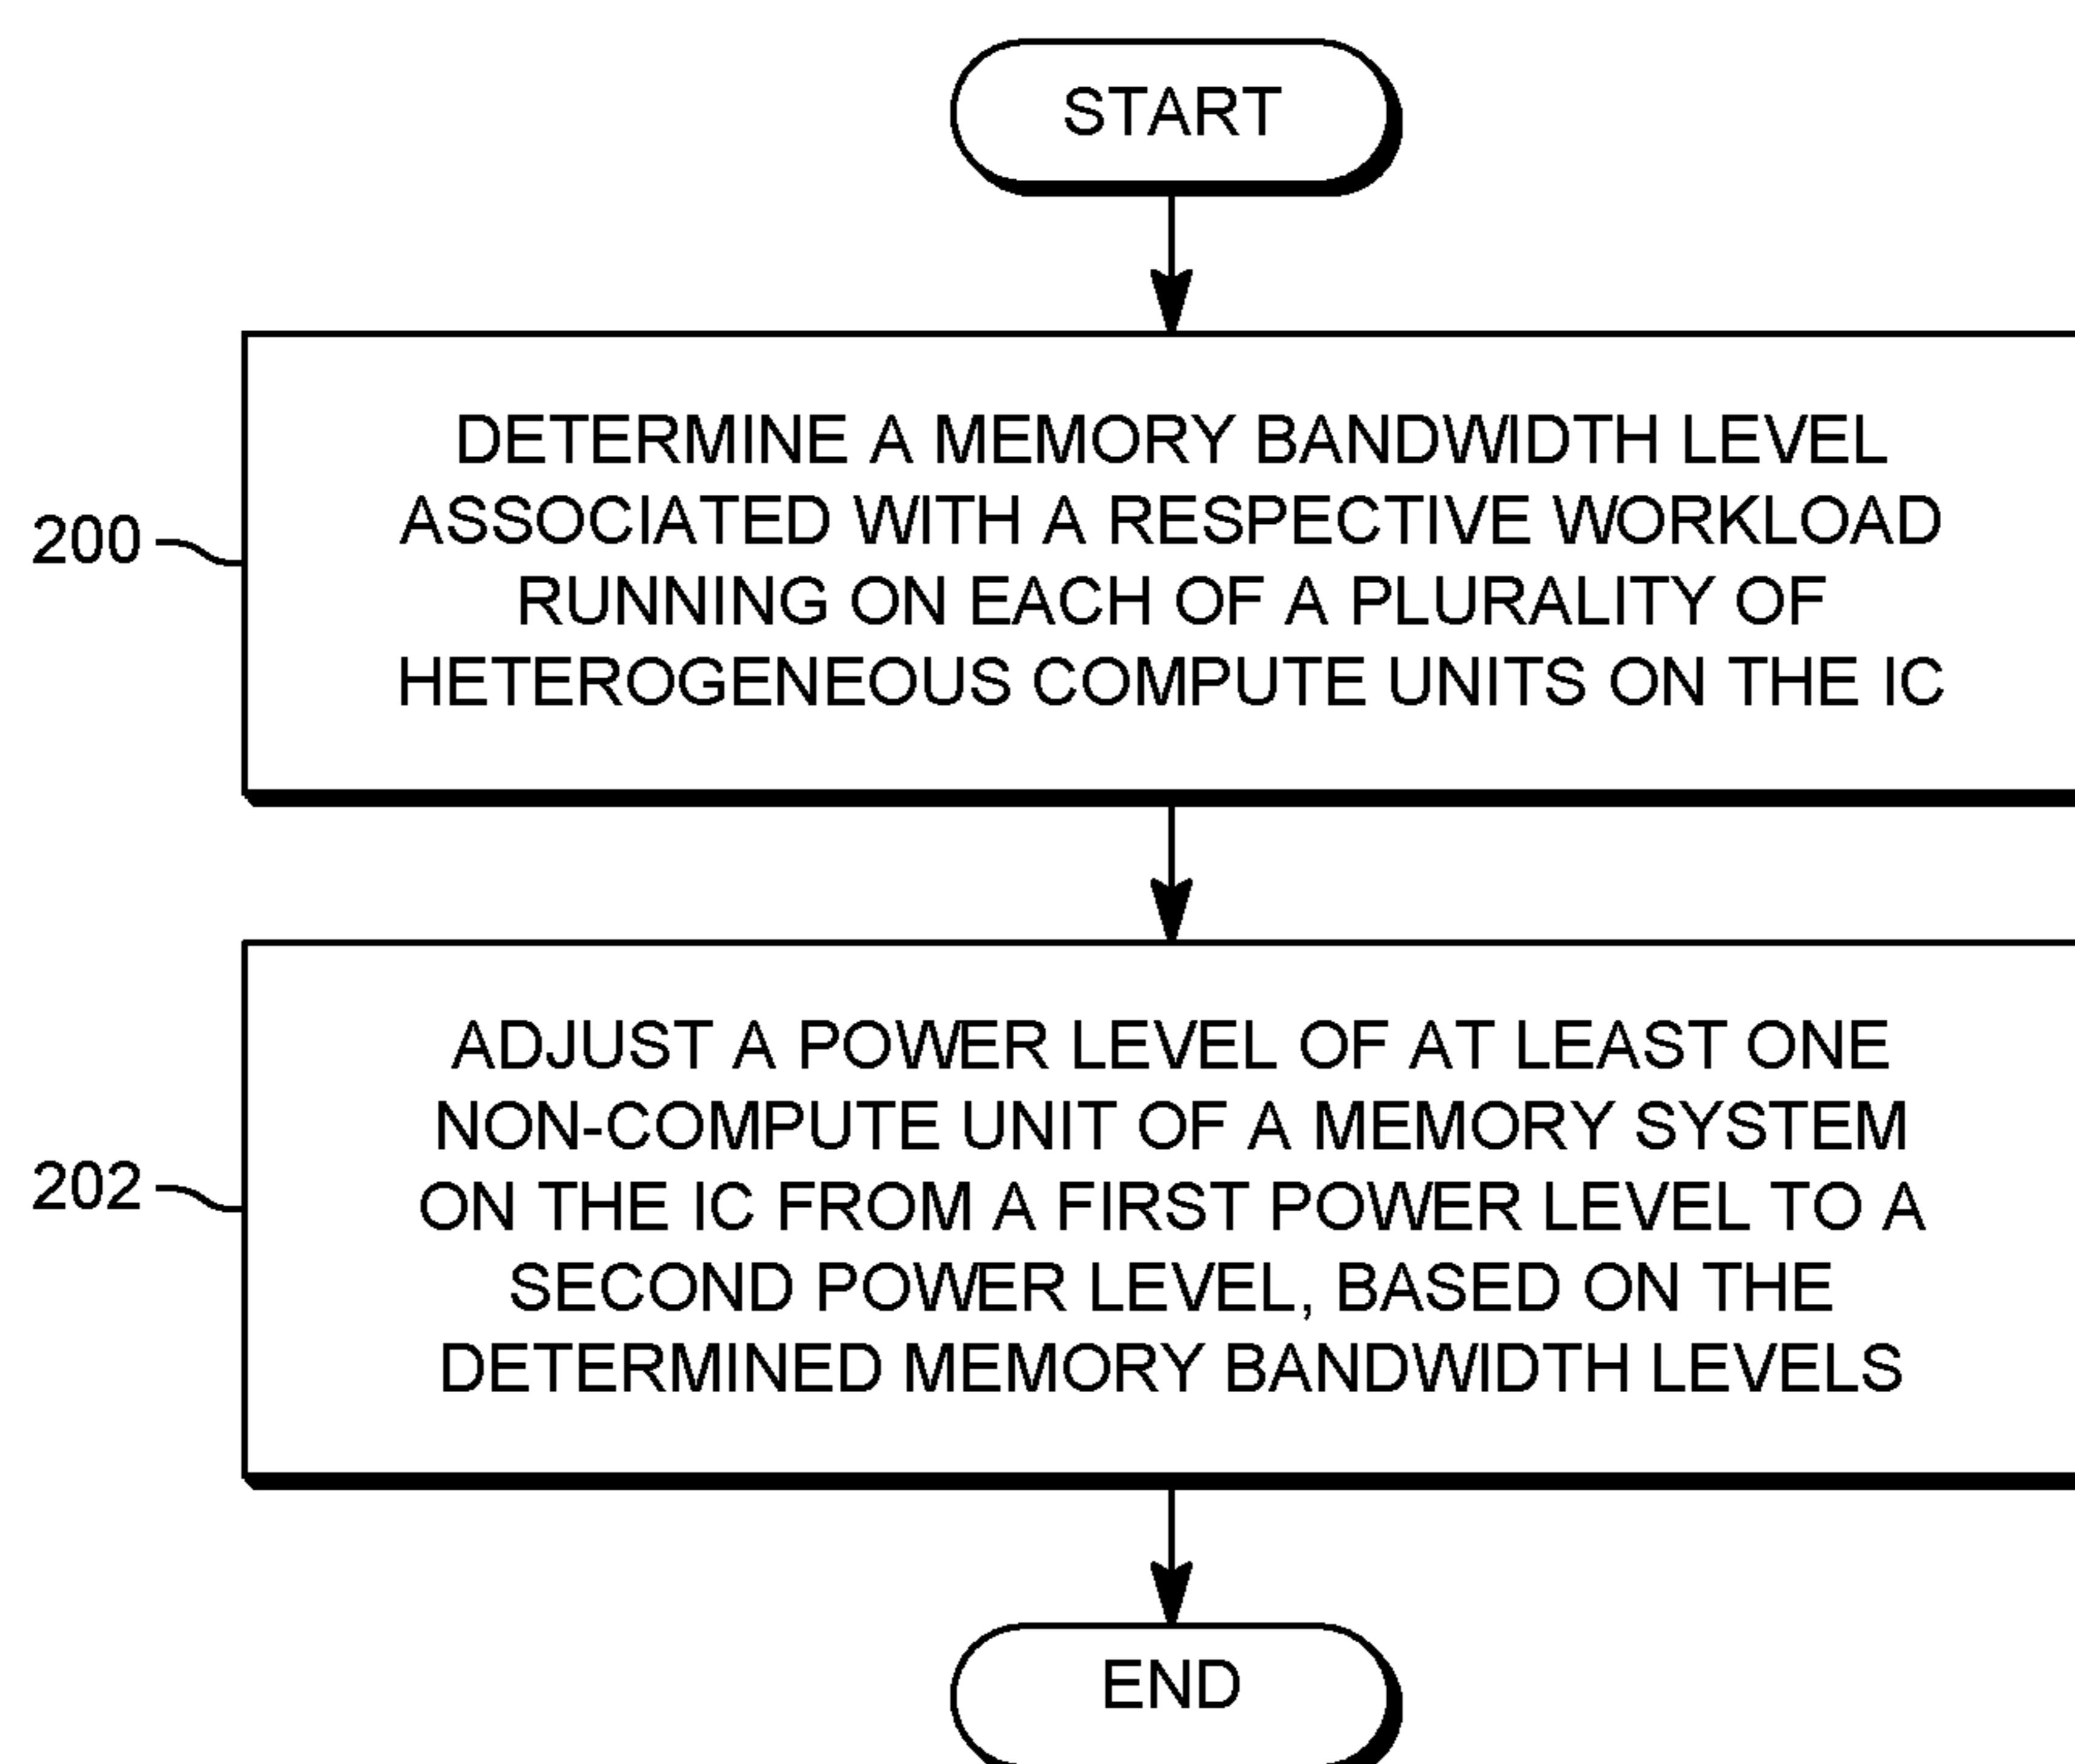 START
200
DETERMINE A MEMORY BANDWIDTH LEVEL
ASSOCIATED WITH A RESPECTIVE WORKLOAD
RUNNING ON EACH OF A PLURALITY OF
HETEROGENEOUS COMPUTE UNITS ON THE IC
202
ADJUST A POWER LEVEL OF AT LEAST ONE
NON-COMPUTE UNIT OF A MEMORY SYSTEM
ON THE IC FROM A FIRST POWER LEVEL TO A
SECOND POWER LEVEL, BASED ON THE
DETERMINED MEMORY BANDWIDTH LEVELS
END